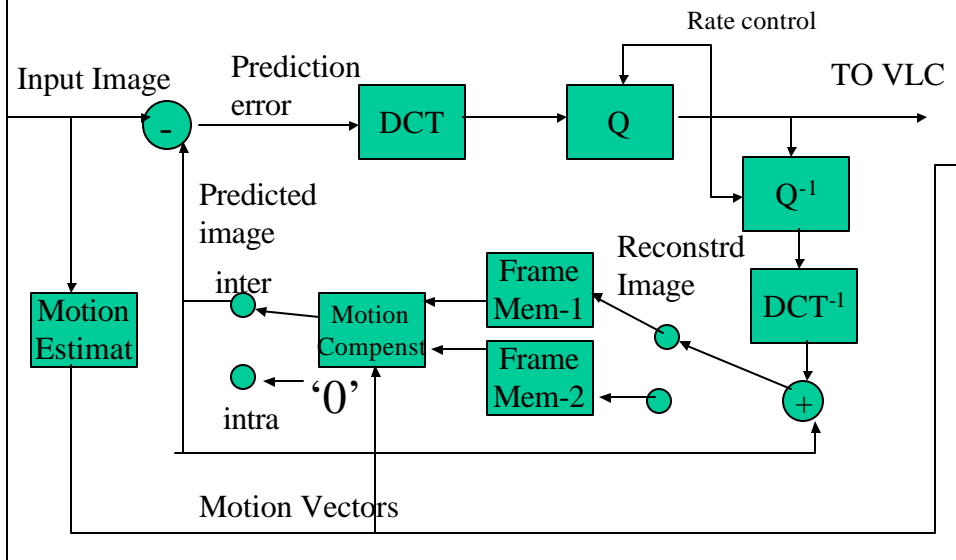 Rate control
Input Image
Prediction
error
TO VLC
-
DCT
Q
Q-1
Predicted
image
Reconstrd
Image
inter
Frame
Mem-1
DCT-1
Motion
Estimat
Motion
Compenst
Frame
Mem-2
‘0’
+
intra
Motion Vectors